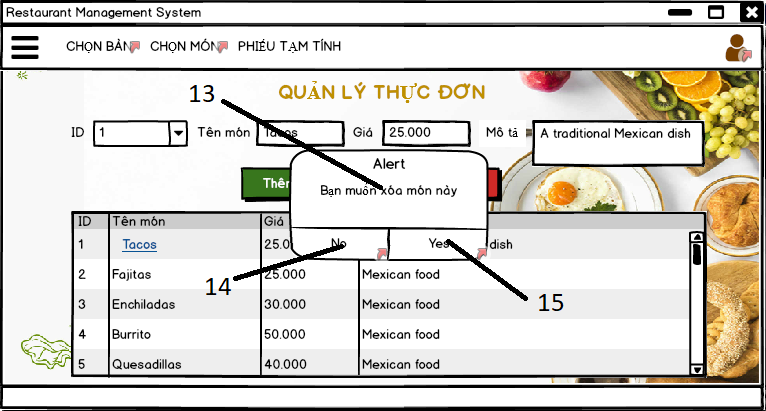 Restaurant Management System
CHỌN BÀN CHỌN MÓN PHIẾU TẠM TÍNH
QUẢN LÝ THỰC ĐƠN
13
ID 1 Tên món Tacos Giá 25.000 Mô tả A traditional Mexican dish
Alert
Bạn muốn xóa món này
No Yes
ID Tên món Giá
1 Tacos dish
2 Fajitas 25.000 Mexican food
14
15
3 Enchiladas 30.000 Mexican food
4 Burrito 50.000 Mexican food
5 Quesadillas 40.000 Mexican food